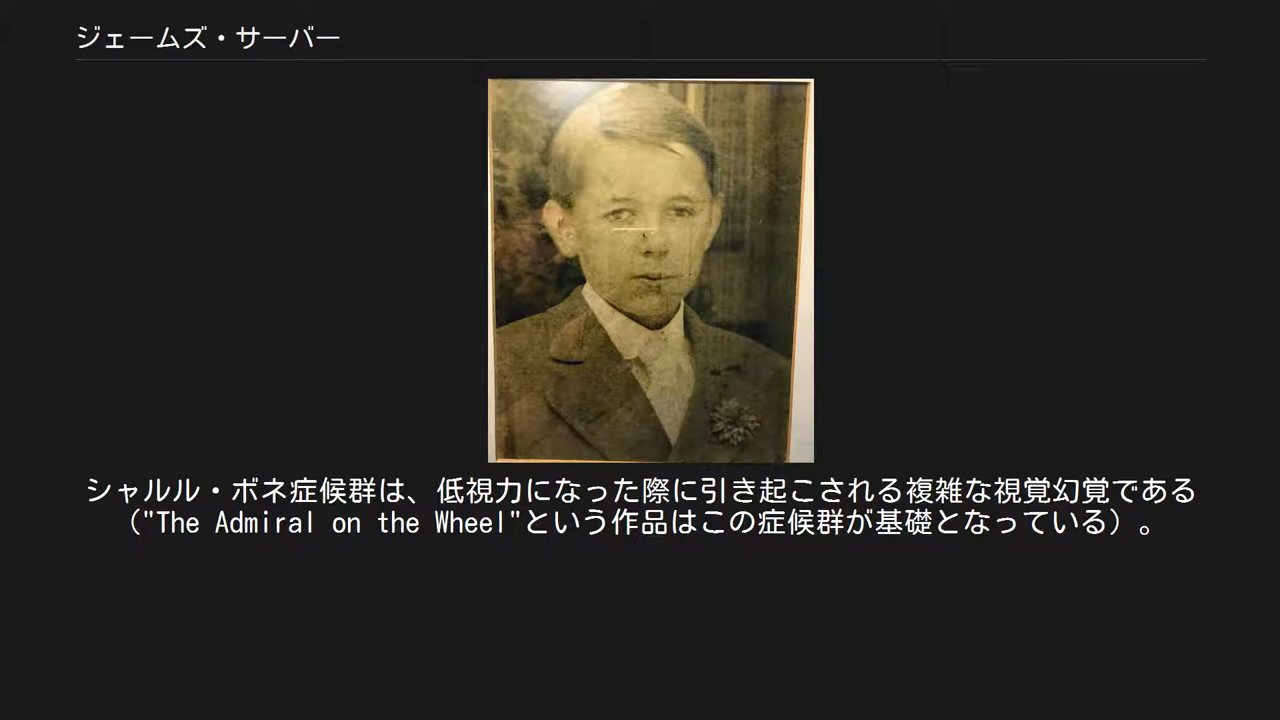 ジェームズ・サーバー
シャルル・ボネ症候群は、低視力になった際に引き起こされる複雑な視覚幻覚である
（"The Admiral on the Wheel"という作品はこの症候群が基礎となっている）。